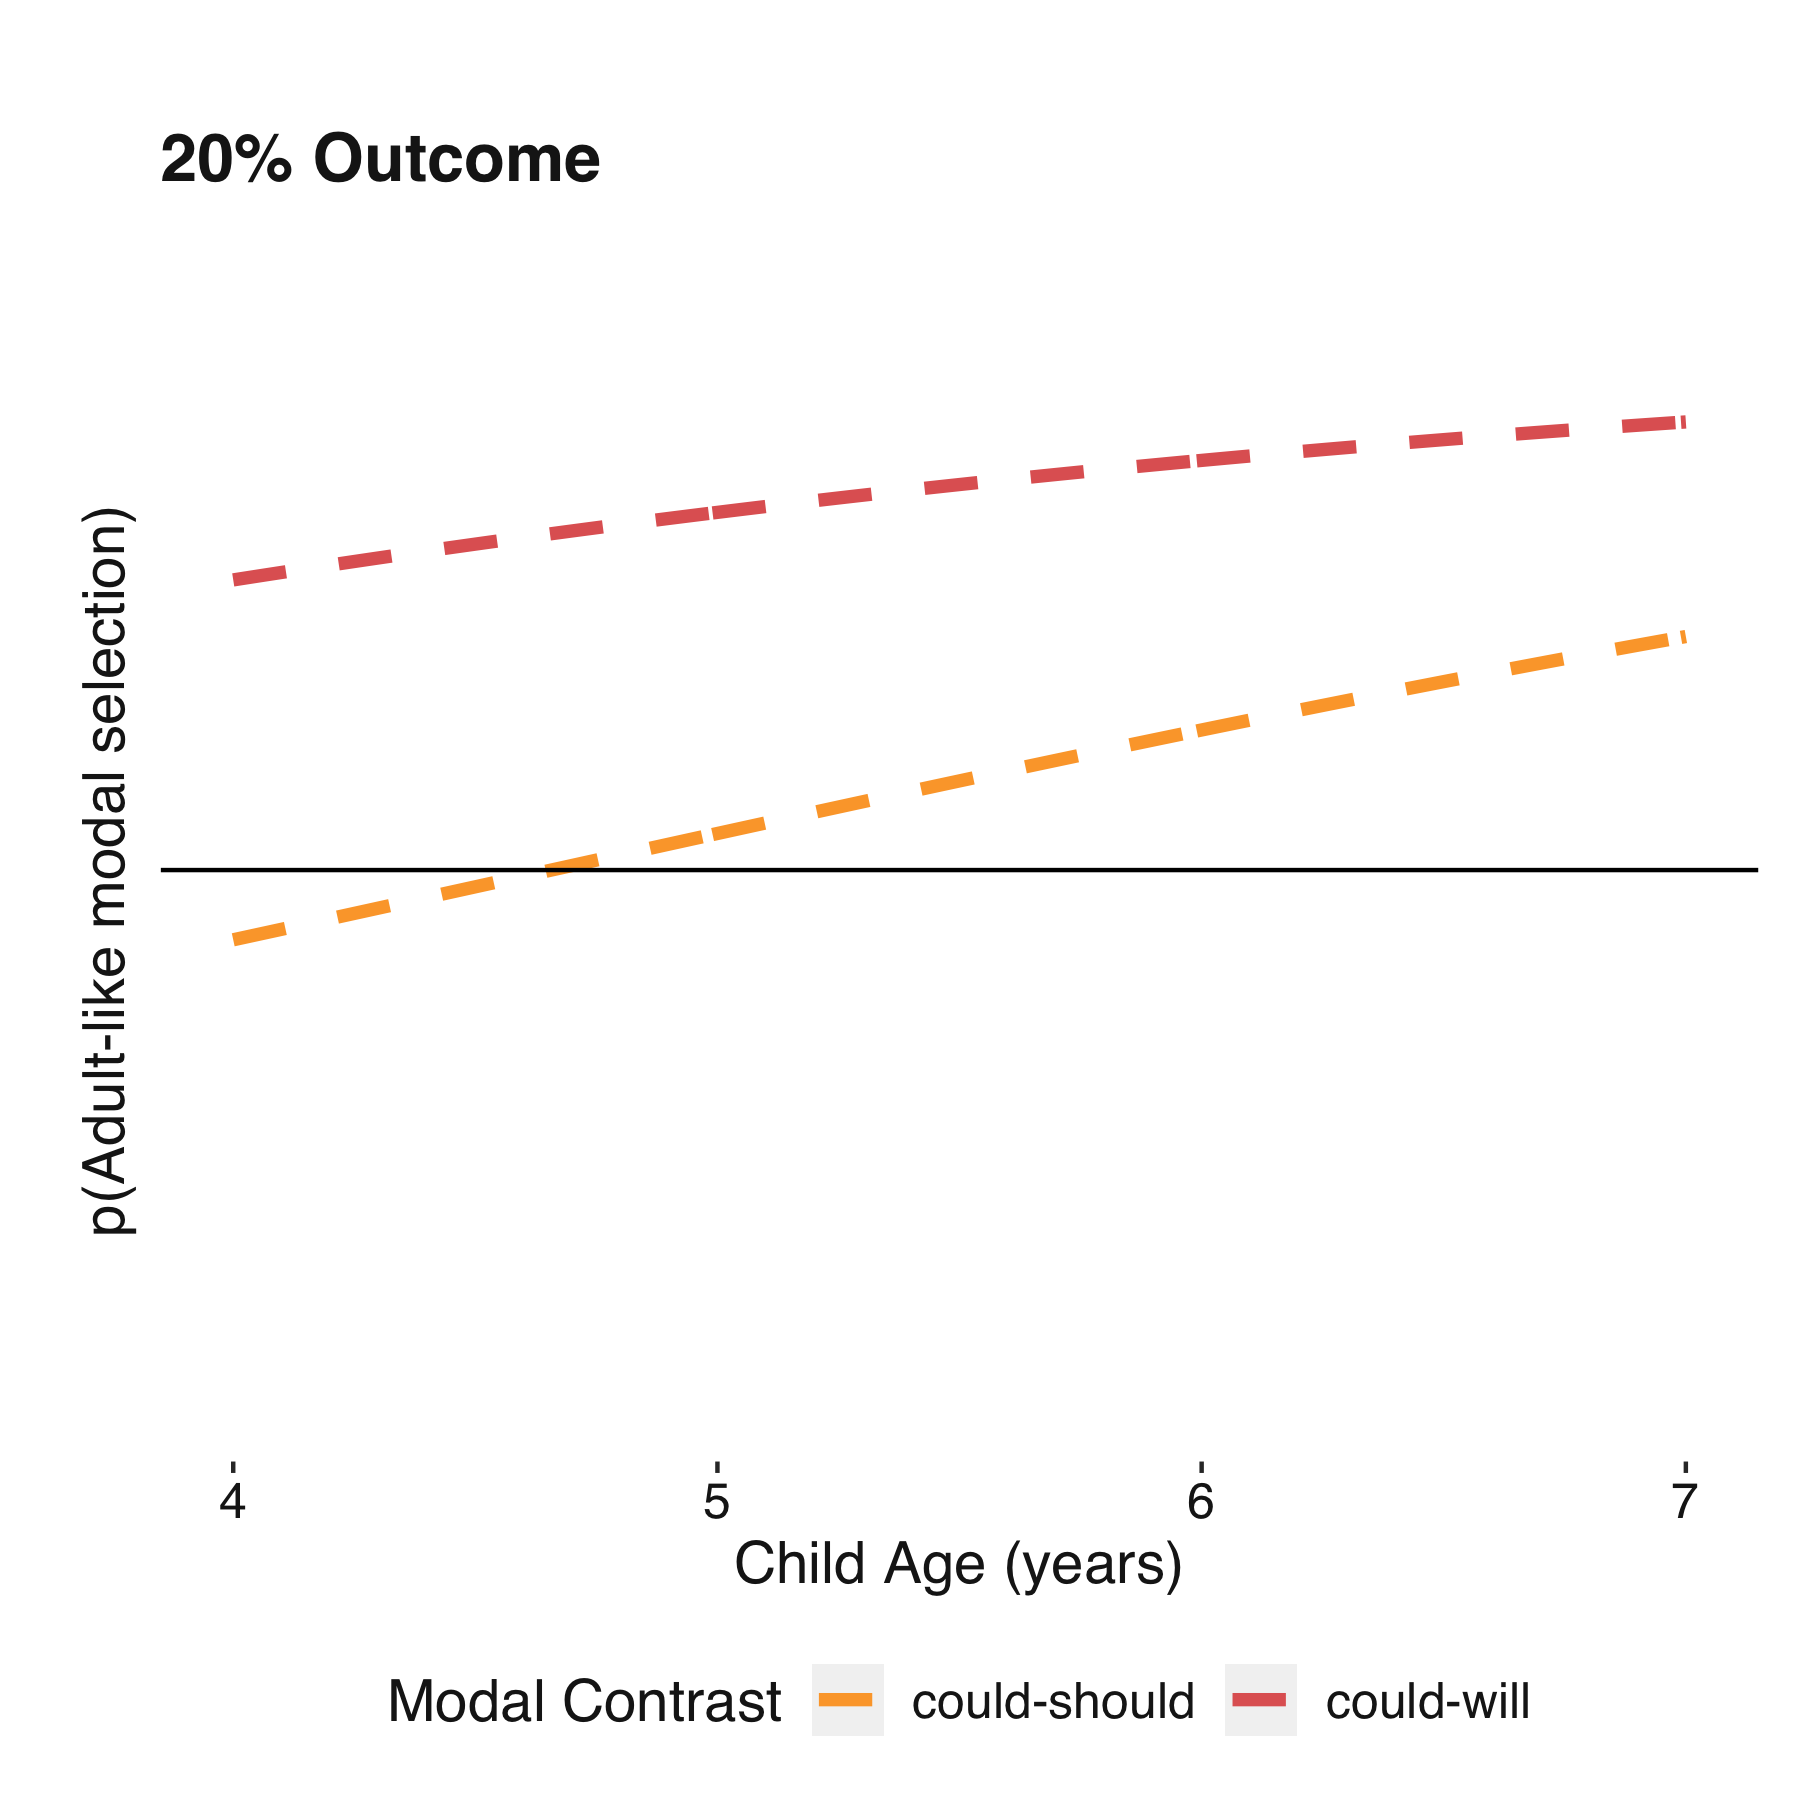 20% Outcome
p(Adult-like modal selection)
4 5 6 7
Child Age (years)
Modal Contrast could-should could-will